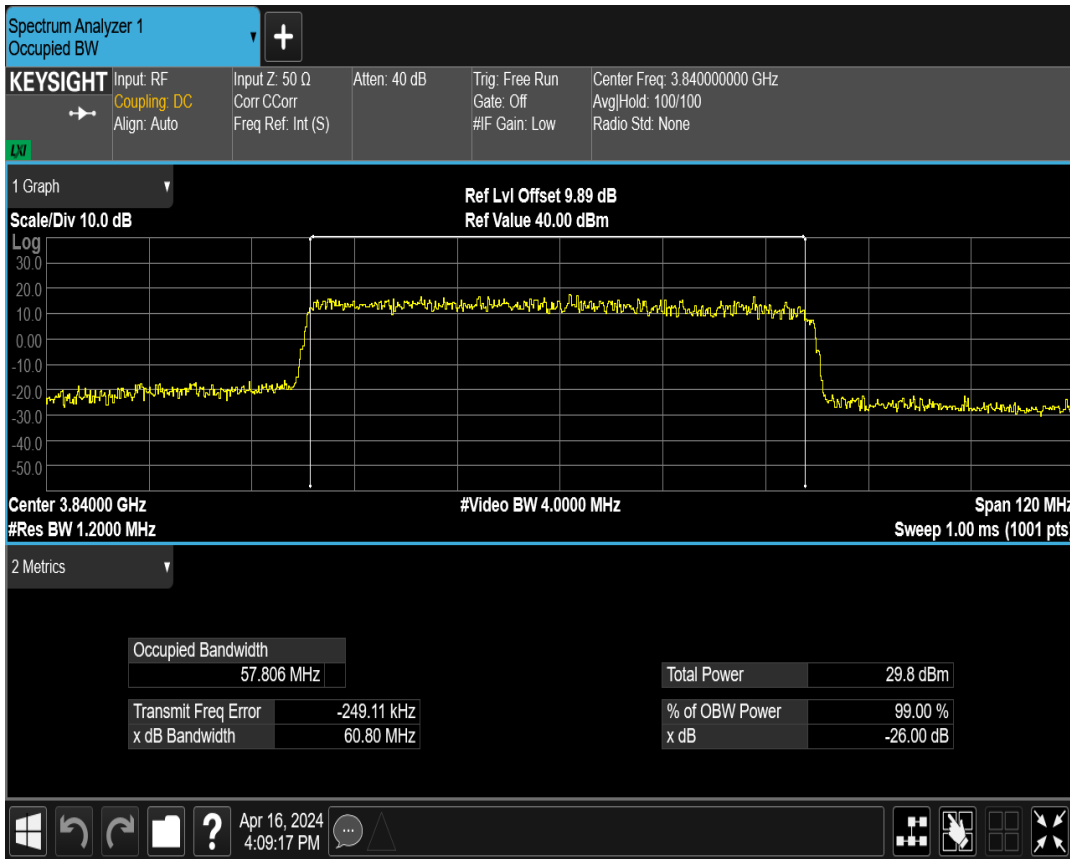 Spectrum Analyzer 1
Occupied BW
+
KEYSIGHT
LXI
Input: RF
Coupling: DC
Align: Auto
Input Z: 50 Ω
Corr CCorr
Freq Ref: Int (S)
Atten: 40 dB
Trig: Free Run
Gate: Off
#IF Gain: Low
Center Freq: 3.840000000 GHz
Avg|Hold: 100/100
Radio Std: None
1 Graph
Scale/Div 10.0 dB
Ref Lvl Offset 9.89 dB
Ref Value 40.00 dBm
Log
30.0
20.0
10.0
0.00
-10.0
-20.0
-30.0
-40.0
-50.0
Center 3.84000 GHz
#Video BW 4.0000 MHz
Span 120 MHz
#Res BW 1.2000 MHz
Sweep 1.00 ms (1001 pts)
2 Metrics
Occupied Bandwidth
57.806 MHz
Transmit Freq Error -249.11 kHz
x dB Bandwidth 60.80 MHz
Total Power 29.8 dBm
% of OBW Power 99.00 %
x dB -26.00 dB
?
Apr 16, 2024
4:09:17 PM